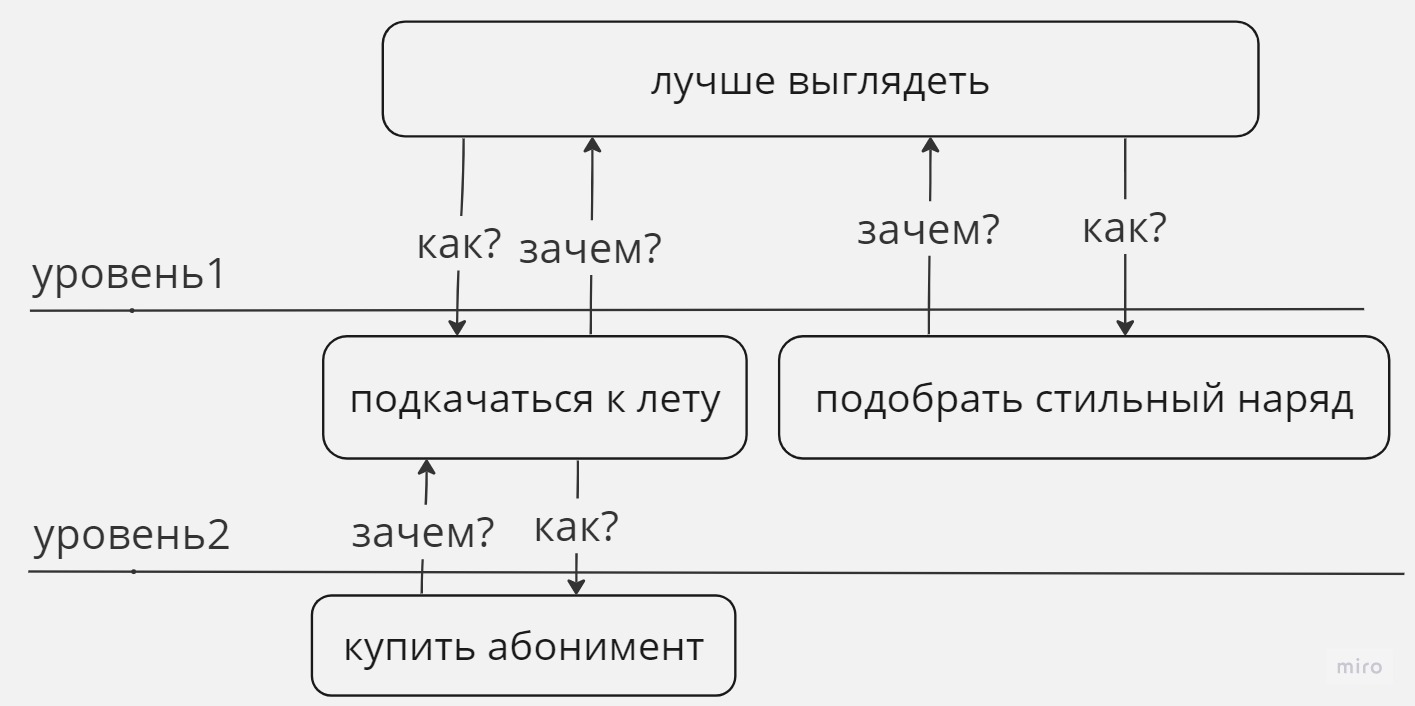 лучше выглядеть
как?
зачем?
зачем?
как?
уровень1
подкачаться к лету
подобрать стильный наряд
уровень2
зачем?
как?
купить абонимент
miro